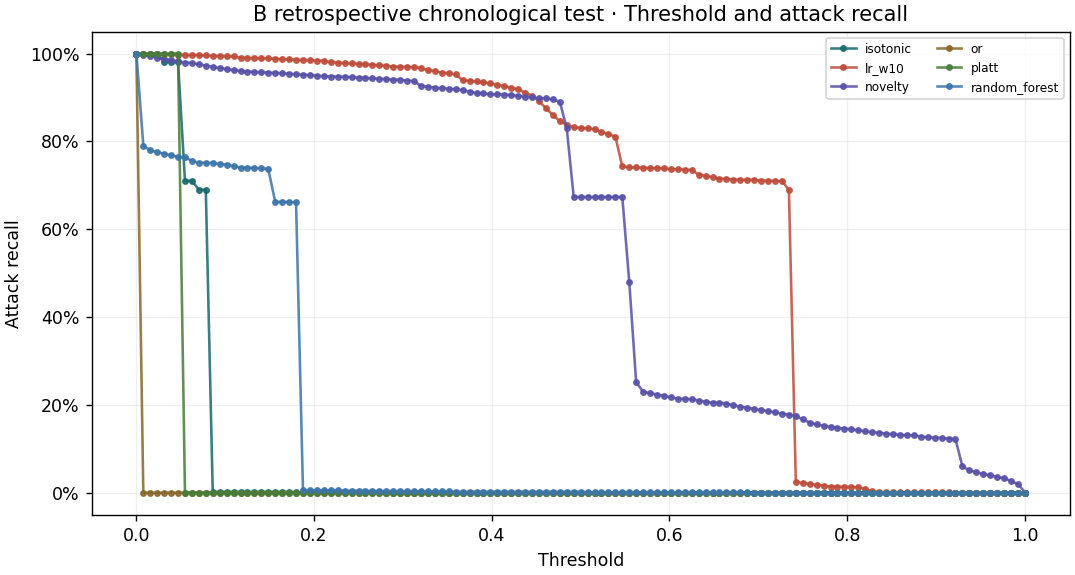 B retrospective chronological test · Threshold and attack recall
isotonic
lr_w10
novelty
or
platt
random_forest
100%
80%
60%
40%
20%
0%
Attack recall
0.0
0.2
0.4
0.6
0.8
1.0
Threshold